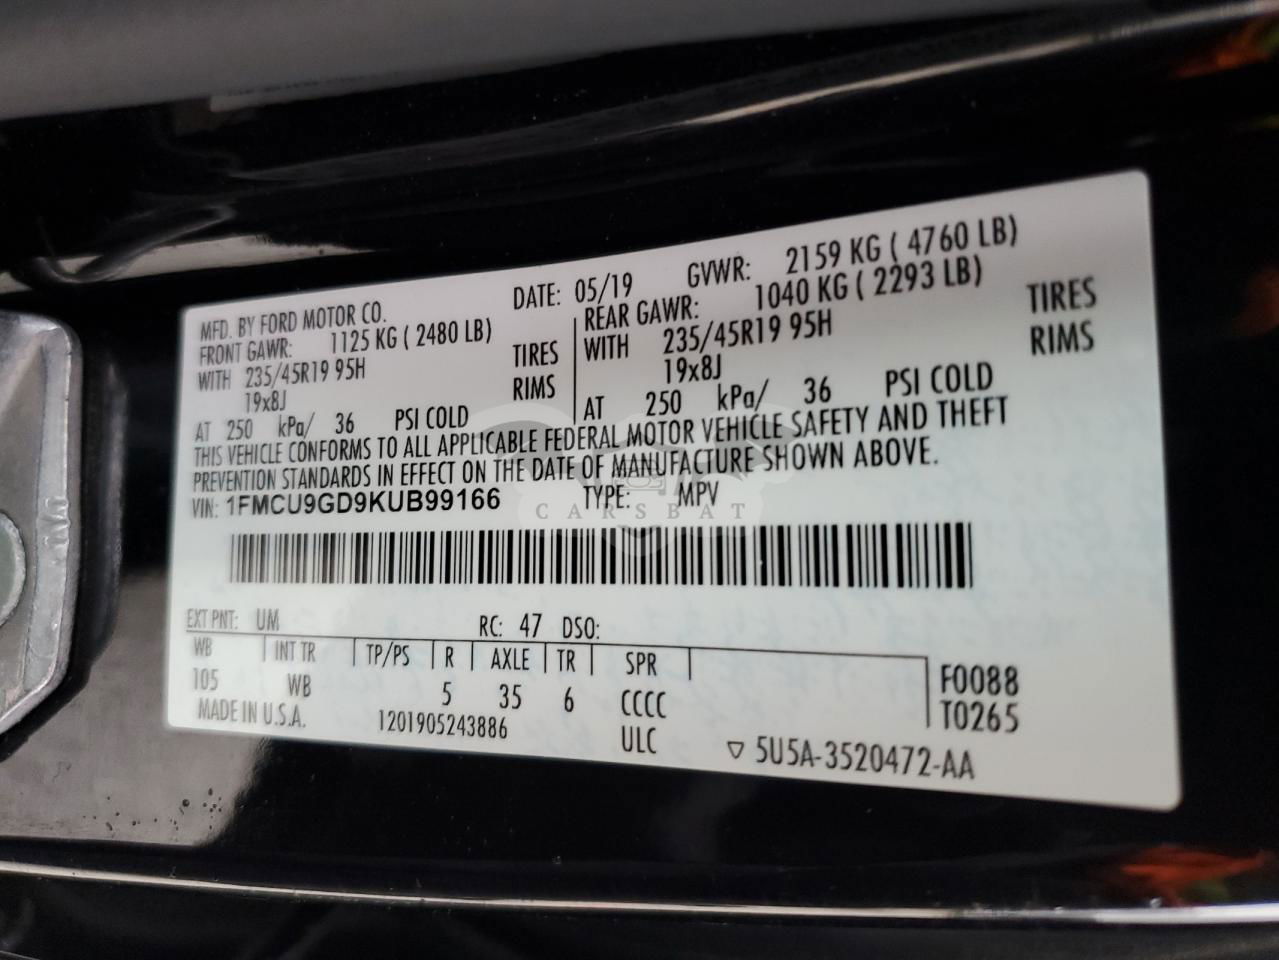 MFD. BY FORD MOTOR CO. DATE: 05/19 GVWR: 2159 KG ( 4760 LB)
FRONT GAWR: 1125 KG ( 2480 LB) REAR GAWR: 1040 KG ( 2293 LB)
WITH 235/45R19 95H TIRES WITH 235/45R19 95H TIRES
19x8J RIMS 19x8J RIMS
AT 250 kPa/ 36 PSI COLD AT 250 kPa/ 36 PSI COLD
THIS VEHICLE CONFORMS TO ALL APPLICABLE FEDERAL MOTOR VEHICLE SAFETY AND THEFT
PREVENTION STANDARDS IN EFFECT ON THE DATE OF MANUFACTURE SHOWN ABOVE.
VIN: 1FMCU9GD9KUB99166 TYPE: MPV
CARSBAT
EXT PNT: UM RC: 47 DSO:
WB INT TR TP/PS R AXLE TR SPR
105 WB 5 35 6 CCCC
F0088
T0265
MADE IN U.S.A. 1201905243886 ULC
5U5A-3520472-AA